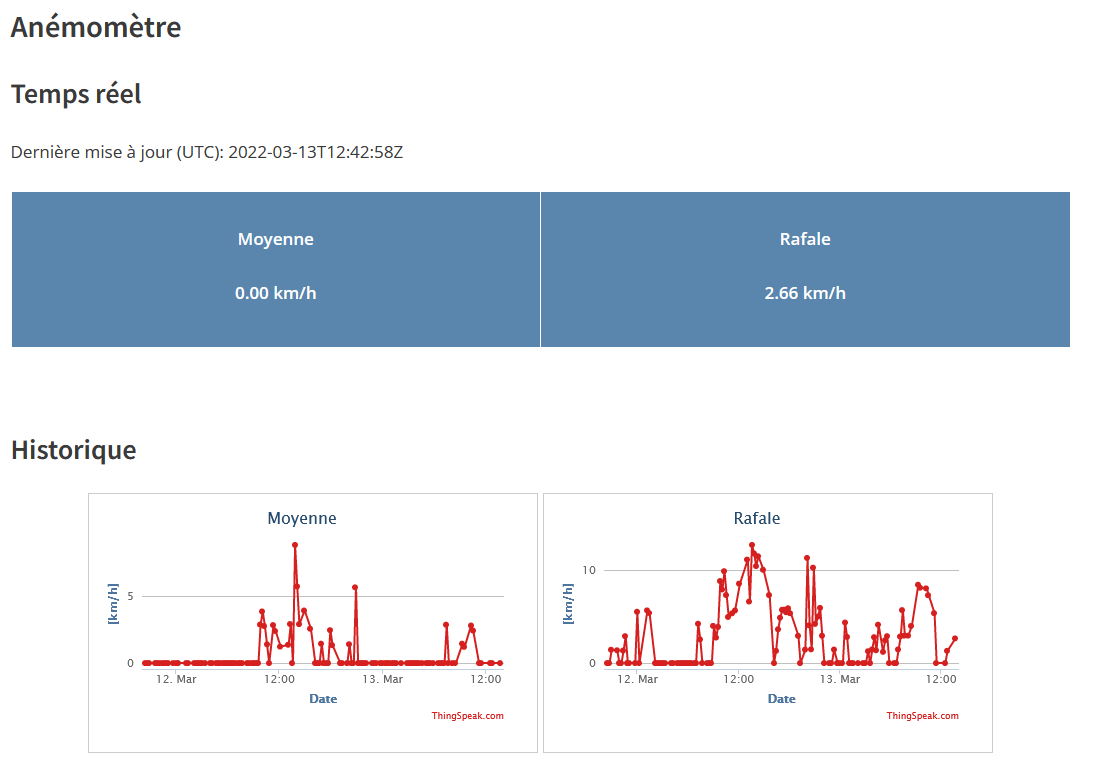 Anémomètre
Temps réel
Dernière mise à jour (UTC): 2022-03-13T12:42:58Z
Moyenne
0.00 km/h
Rafale
2.66 km/h
Historique
Moyenne
[km/h]
5
0
12. Mar 12:00 13. Mar 12:00
Date
ThingSpeak.com
Rafale
[km/h]
10
0
12. Mar 12:00 13. Mar 12:00
Date
ThingSpeak.com